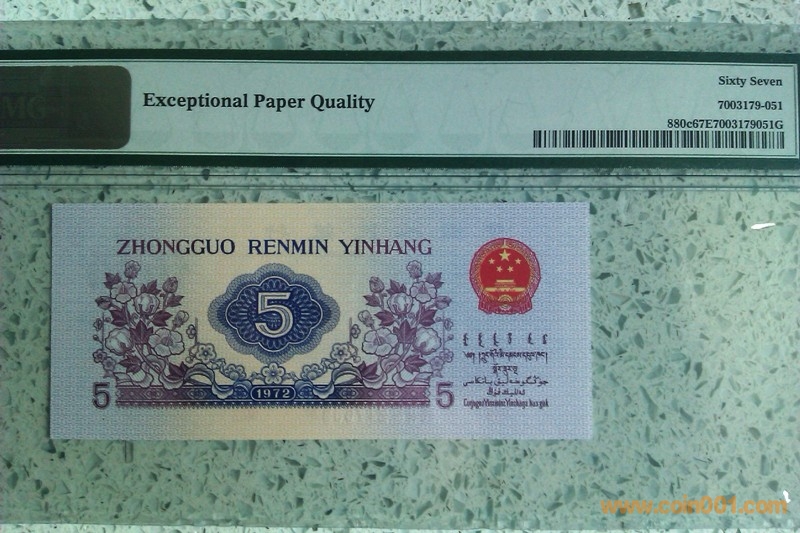 Exceptional Paper Quality
Sixty Seven
7003179-051
880c67E7003179051G
ZHONGGUO RENMIN YINHANG
5
5
1972
5
www.coin001.com